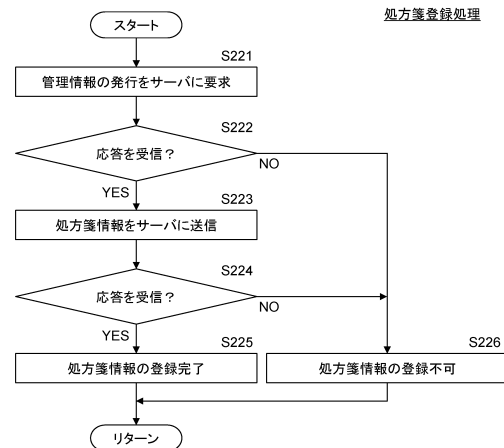 処方箋登録処理
スタート
S221
管理情報の発行をサーバに要求
S222
応答を受信？
NO
YES
S223
処方箋情報をサーバに送信
S224
応答を受信？
NO
YES
S225
処方箋情報の登録完了
S226
処方箋情報の登録不可
リターン